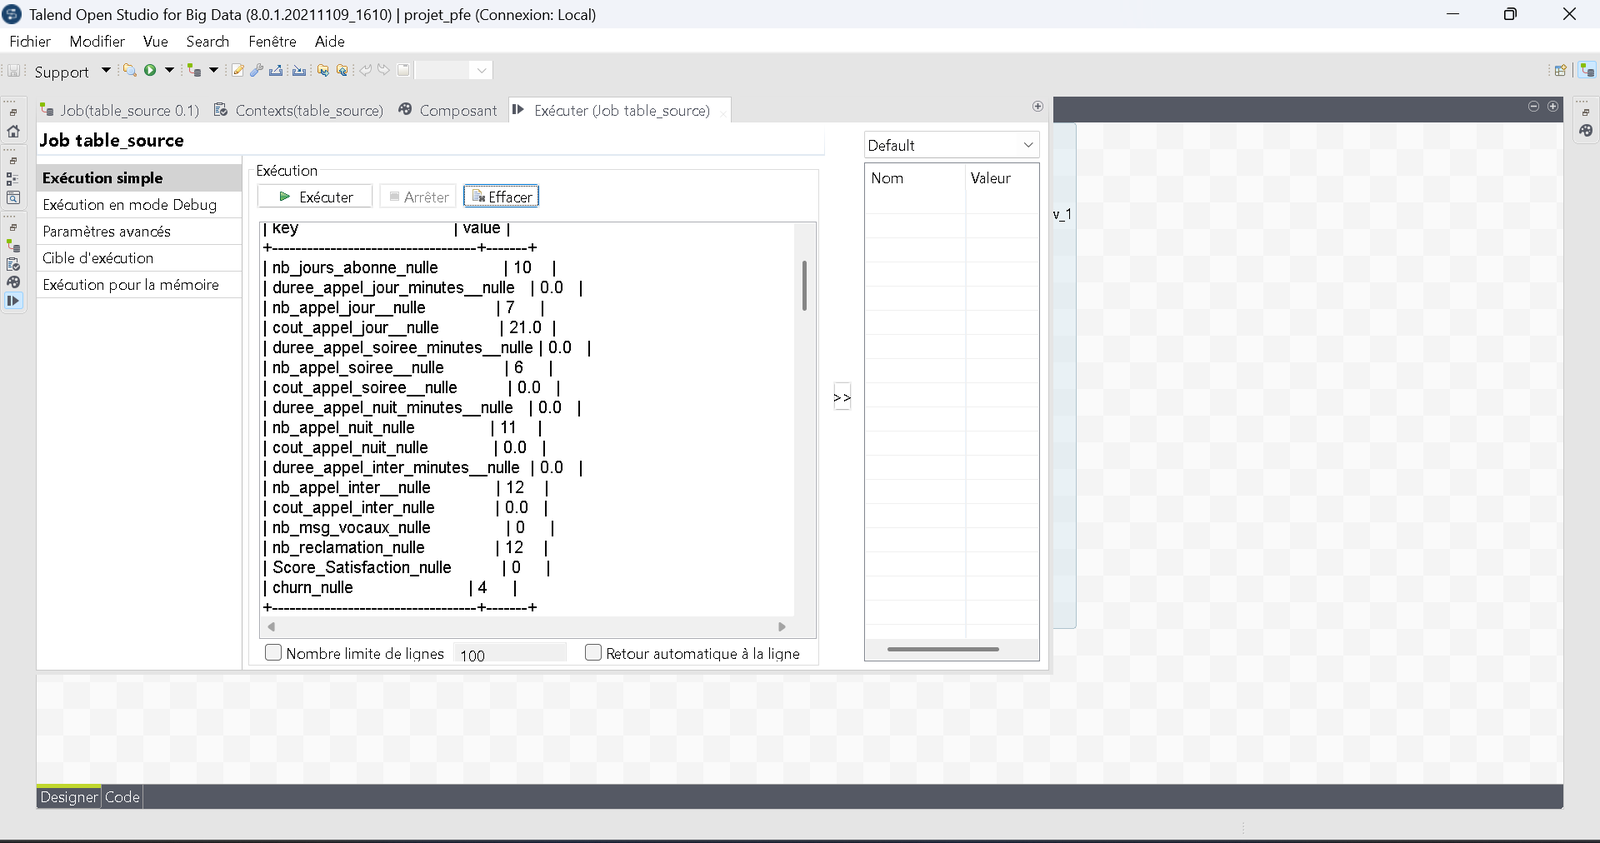 Talend Open Studio for Big Data (8.0.1.20211109_1610) | projet_pfe (Connexion: Local)
Fichier Modifier Vue Search Fenêtre Aide
Support
Job(table_source 0.1) Contexts(table_source) Composant Exécuter (Job table_source)
Job table_source
Exécution simple
Exécution en mode Debug
Paramètres avancés
Cible d'exécution
Exécution pour la mémoire
Exécution
Exécuter Arrêter Effacer
| key | value |
+-----------------------------------+-------+
| nb_jours_abonne_nulle | 10 |
| duree_appel_jour_minutes__nulle | 0.0 |
| nb_appel_jour__nulle | 7 |
| cout_appel_jour__nulle | 21.0 |
| duree_appel_soiree_minutes__nulle | 0.0 |
| nb_appel_soiree__nulle | 6 |
| cout_appel_soiree__nulle | 0.0 |
| duree_appel_nuit_minutes__nulle | 0.0 |
| nb_appel_nuit_nulle | 11 |
| cout_appel_nuit_nulle | 0.0 |
| duree_appel_inter_minutes__nulle | 0.0 |
| nb_appel_inter__nulle | 12 |
| cout_appel_inter_nulle | 0.0 |
| nb_msg_vocaux_nulle | 0 |
| nb_reclamation_nulle | 12 |
| Score_Satisfaction_nulle | 0 |
| churn_nulle | 4 |
+-----------------------------------+-------+
Nombre limite de lignes 100 Retour automatique à la ligne
>>
Default
Nom Valeur
v_1
Designer Code